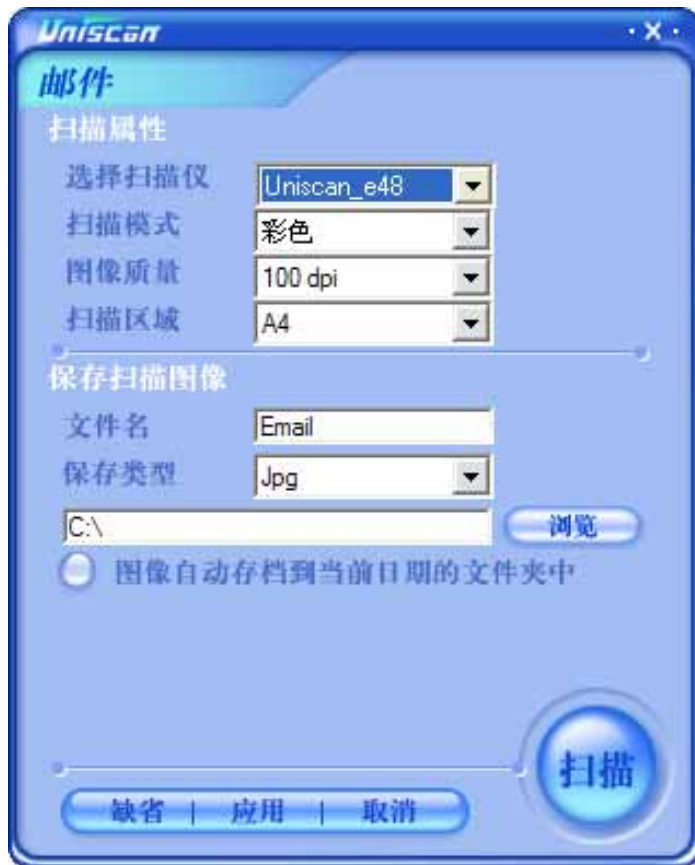 Uniscan · X ·
邮件
扫描属性
选择扫描仪 Uniscan_e48
扫描模式 彩色
图像质量 100 dpi
扫描区域 A4
保存扫描图像
文件名 Email
保存类型 Jpg
C:\ 浏览
图像自动存档到当前日期的文件夹中
扫描
缺省 | 应用 | 取消